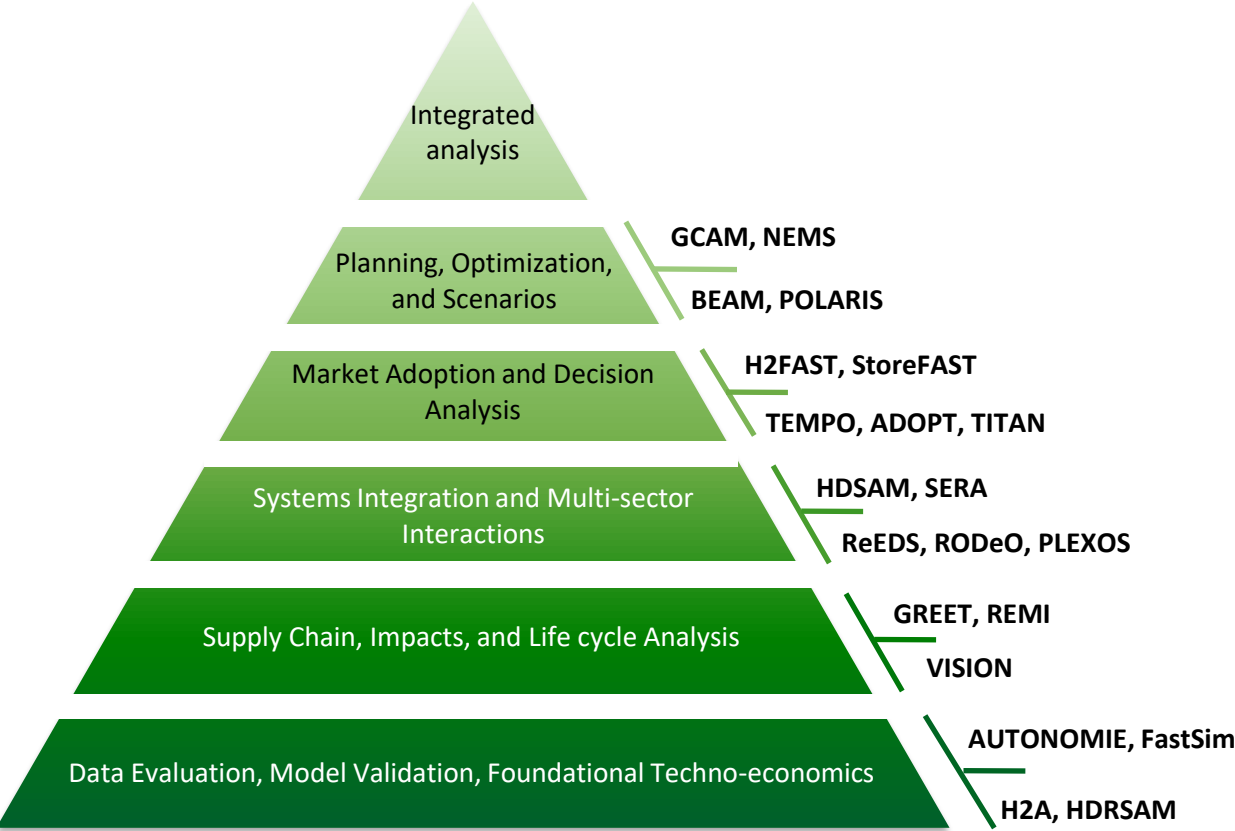 Integrated
analysis
Planning, Optimization,
and Scenarios
GCAM, NEMS
BEAM, POLARIS
Market Adoption and Decision
Analysis
H2FAST, StoreFAST
TEMPO, ADOPT, TITAN
Systems Integration and Multi-sector
Interactions
HDSAM, SERA
ReEDS, RODeO, PLEXOS
Supply Chain, Impacts, and Life cycle Analysis
GREET, REMI
VISION
Data Evaluation, Model Validation, Foundational Techno-economics
AUTONOMIE, FastSim
H2A, HDRSAM